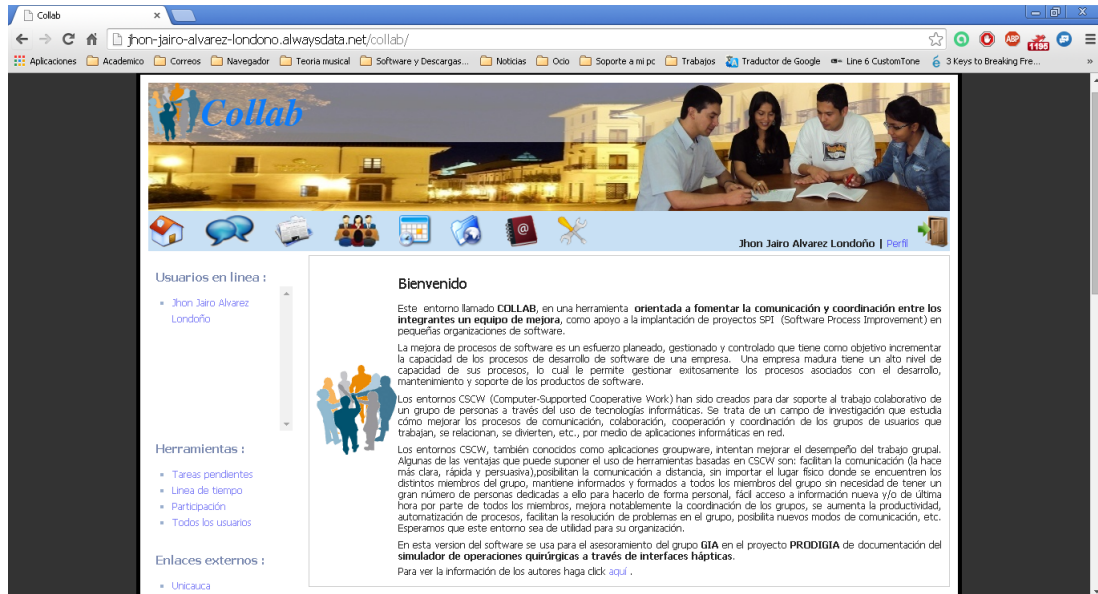 Collab
jhon-jairo-alvarez-londono.alwaysdata.net/collab/
ABP
1195
Aplicaciones Academico Correos Navegador Teoria musical Software y Descargas... Noticias Ocio Soporte a mi pc Trabajos Traductor de Google Line 6 CustomTone 3 Keys to Breaking Fre... »
Collab
Jhon Jairo Alvarez Londoño | Perfil
Usuarios en linea :
Jhon Jairo Alvarez
Londoño
Herramientas :
Tareas pendientes
Linea de tiempo
Participación
Todos los usuarios
Enlaces externos :
Unicauca
Bienvenido
Este entorno llamado COLLAB, en una herramienta orientada a fomentar la comunicación y coordinación entre los
integrantes un equipo de mejora, como apoyo a la implantación de proyectos SPI (Software Process Improvement) en
pequeñas organizaciones de software.
La mejora de procesos de software es un esfuerzo planeado, gestionado y controlado que tiene como objetivo incrementar
la capacidad de los procesos de desarrollo de software de una empresa. Una empresa madura tiene un alto nivel de
capacidad de sus procesos, lo cual le permite gestionar exitosamente los procesos asociados con el desarrollo,
mantenimiento y soporte de los productos de software.
Los entornos CSCW (Computer-Supported Cooperative Work) han sido creados para dar soporte al trabajo colaborativo de
un grupo de personas a través del uso de tecnologías informáticas. Se trata de un campo de investigación que estudia
cómo mejorar los procesos de comunicación, colaboración, cooperación y coordinación de los grupos de usuarios que
trabajan, se relacionan, se divierten, etc., por medio de aplicaciones informáticas en red.
Los entornos CSCW, también conocidos como aplicaciones groupware, intentan mejorar el desempeño del trabajo grupal.
Algunas de las ventajas que puede suponer el uso de herramientas basadas en CSCW son: facilitan la comunicación (la hace
más clara, rápida y persuasiva),posibilitan la comunicación a distancia, sin importar el lugar físico donde se encuentren los
distintos miembros del grupo, mantiene informados y formados a todos los miembros del grupo sin necesidad de tener un
gran número de personas dedicadas a ello para hacerlo de forma personal, fácil acceso a información nueva y/o de última
hora por parte de todos los miembros, mejora notablemente la coordinación de los grupos, se aumenta la productividad,
automatización de procesos, facilitan la resolución de problemas en el grupo, posibilita nuevos modos de comunicación, etc.
Esperamos que este entorno sea de utilidad para su organización.
En esta version del software se usa para el asesoramiento del grupo GIA en el proyecto PRODIGIA de documentación del
simulador de operaciones quirúrgicas a través de interfaces hápticas.
Para ver la información de los autores haga click aquí .